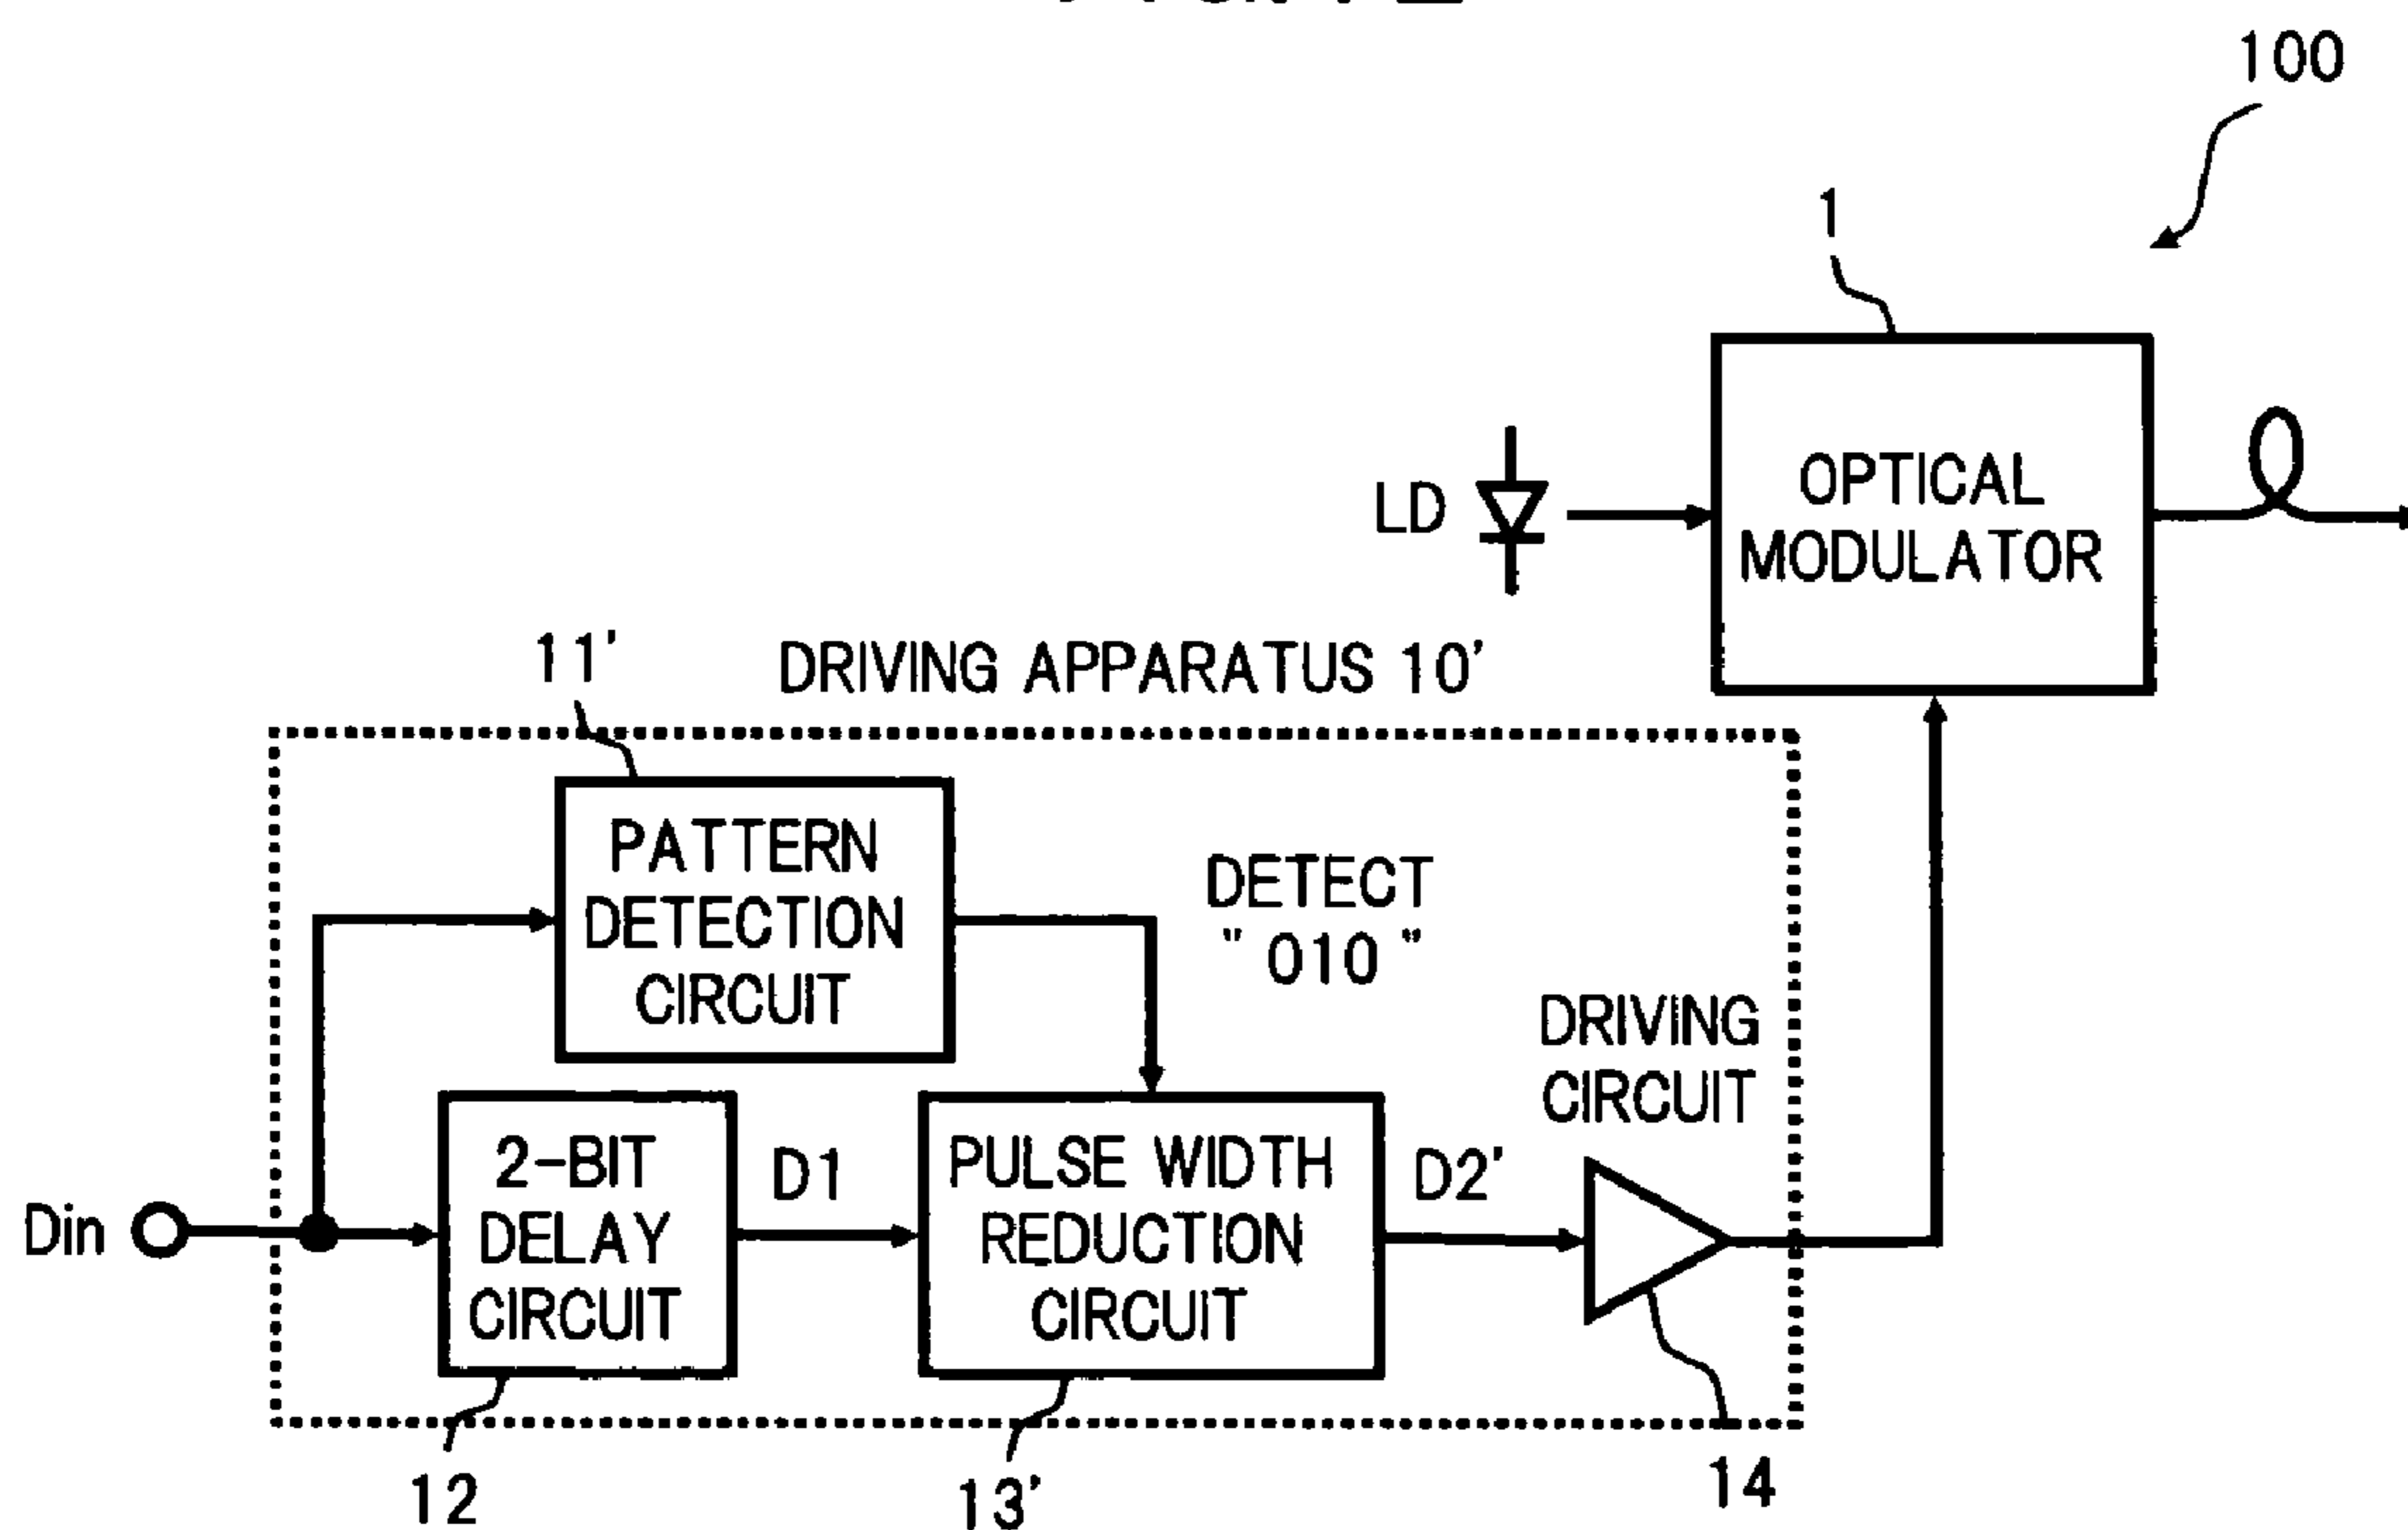 100
1
LD
OPTICAL
MODULATOR
11'
DRIVING APPARATUS 10'
PATTERN
DETECTION
CIRCUIT
DETECT
" 010 "
DRIVING
CIRCUIT
Din
2-BIT
DELAY
CIRCUIT
D1
PULSE WIDTH
REDUCTION
CIRCUIT
D2'
12
13'
14